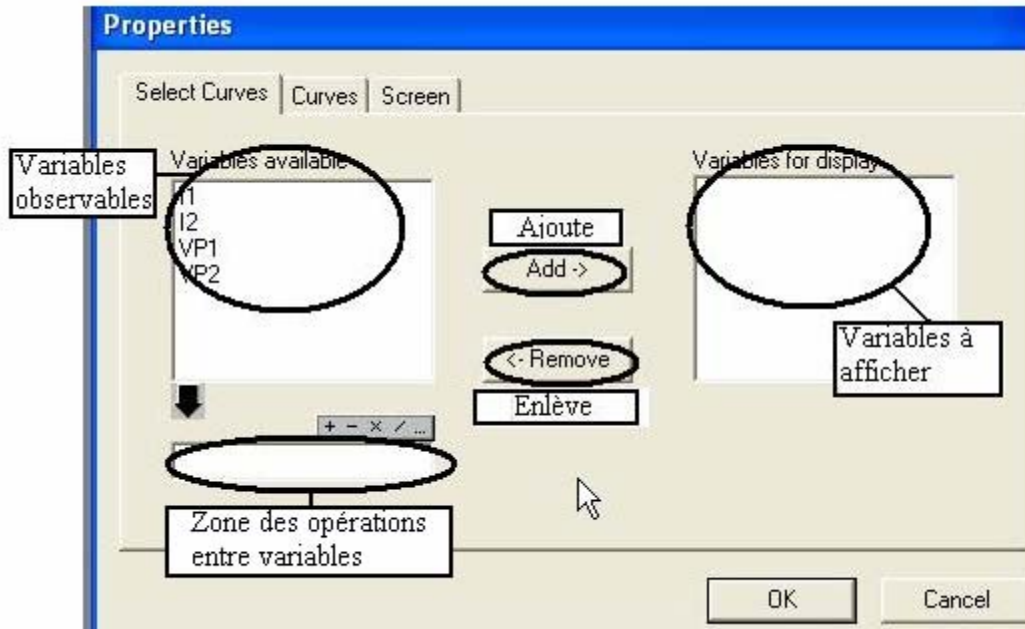 Properties
Select Curves Curves Screen
Variables
observables
Variables available
I1
I2
VP1
VP2
Ajoute
Add ->
<- Remove
Enlève
Variables for display
Variables à
afficher
+ - × / ...
Zone des opérations
entre variables
OK
Cancel